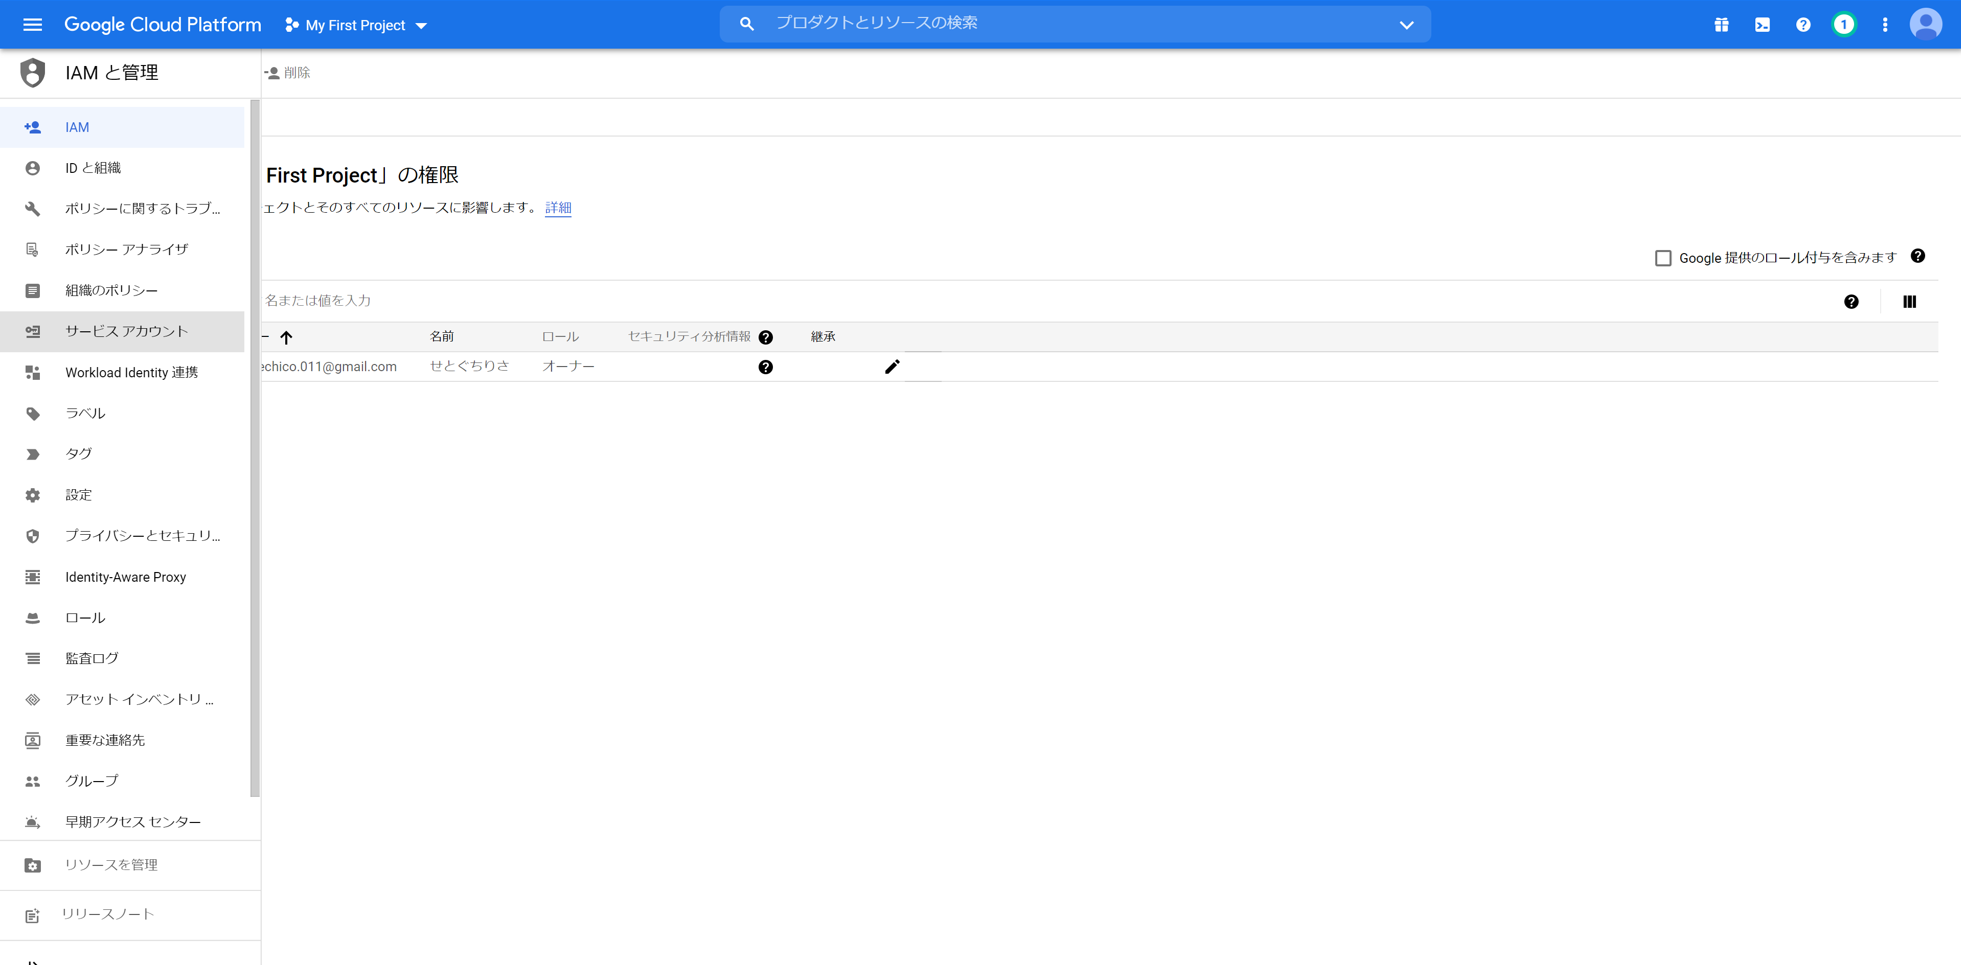 Google Cloud Platform
My First Project
プロダクトとリソースの検索
1
IAM と管理
削除
IAM
ID と組織
ポリシーに関するトラブ...
ポリシー アナライザ
組織のポリシー
サービス アカウント
Workload Identity 連携
ラベル
タグ
設定
プライバシーとセキュリ...
Identity-Aware Proxy
ロール
監査ログ
アセット インベントリ ...
重要な連絡先
グループ
早期アクセス センター
リソースを管理
リリースノート
First Project」の権限
ェクトとそのすべてのリソースに影響します。 詳細
Google 提供のロール付与を含みます
名または値を入力
ー 名前 ロール セキュリティ分析情報 継承
echico.011@gmail.com せとぐちりさ オーナー